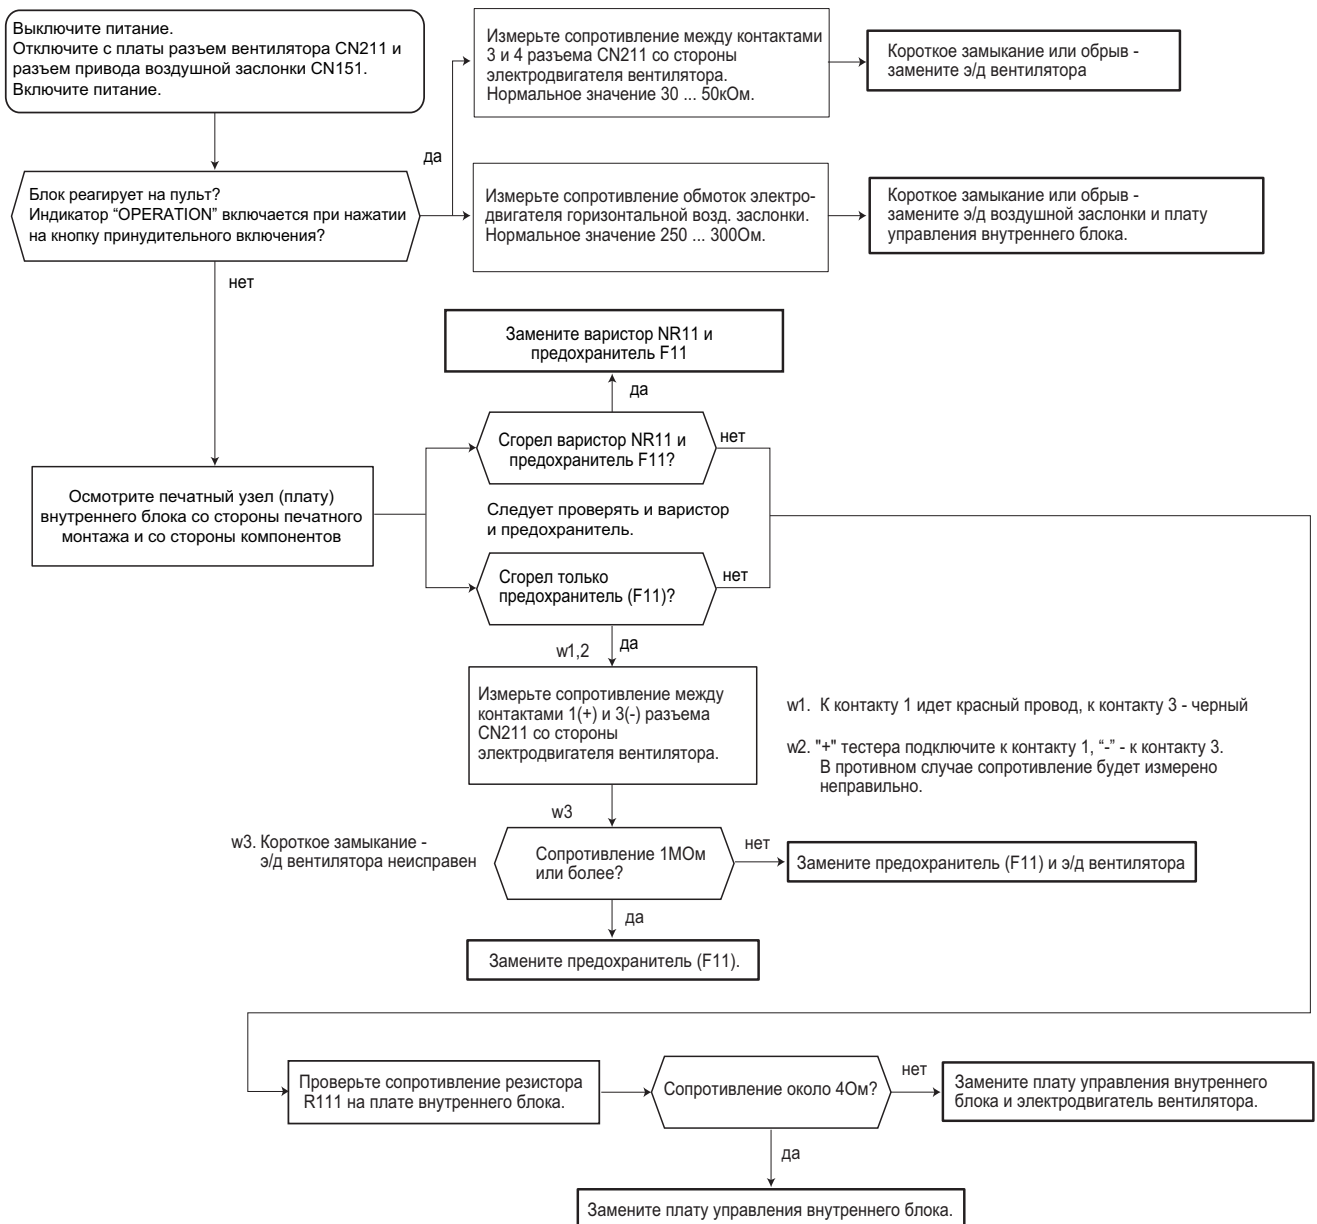 Выключите питание.
Отключите с платы разъем вентилятора CN211 и
разъем привода воздушной заслонки CN151.
Включите питание.
Измерьте сопротивление между контактами
3 и 4 разъема CN211 со стороны
электродвигателя вентилятора.
Нормальное значение 30 ... 50кОм.
Короткое замыкание или обрыв -
замените э/д вентилятора
да
Блок реагирует на пульт?
Индикатор “OPERATION” включается при нажатии
на кнопку принудительного включения?
Измерьте сопротивление обмоток электро-
двигателя горизонтальной возд. заслонки.
Нормальное значение 250 ... 300Ом.
Короткое замыкание или обрыв -
замените э/д воздушной заслонки и плату
управления внутреннего блока.
нет
Замените варистор NR11 и
предохранитель F11
да
Сгорел варистор NR11 и
предохранитель F11?
нет
Осмотрите печатный узел (плату)
внутреннего блока со стороны печатного
монтажа и со стороны компонентов
Следует проверять и варистор
и предохранитель.
Сгорел только
предохранитель (F11)?
нет
w1,2
да
Измерьте сопротивление между
контактами 1(+) и 3(-) разъема
CN211 со стороны
электродвигателя вентилятора.
w1. К контакту 1 идет красный провод, к контакту 3 - черный
w2. "+" тестера подключите к контакту 1, “-” - к контакту 3.
В противном случае сопротивление будет измерено
неправильно.
w3
w3. Короткое замыкание -
э/д вентилятора неисправен
Сопротивление 1МОм
или более?
нет
Замените предохранитель (F11) и э/д вентилятора
да
Замените предохранитель (F11).
Проверьте сопротивление резистора
R111 на плате внутреннего блока.
Сопротивление около 4Ом?
нет
Замените плату управления внутреннего
блока и электродвигатель вентилятора.
да
Замените плату управления внутреннего блока.